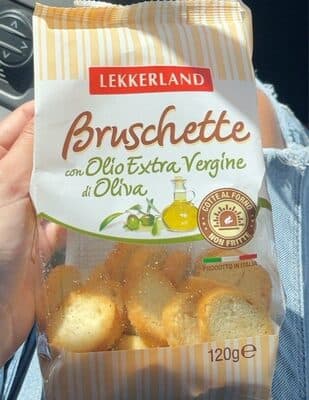 LEKKERLAND
Bruschette
con Olio Extra Vergine
di Oliva
COTTE AL FORNO
NON FRITTE
PRODOTTO IN ITALIA
120g℮